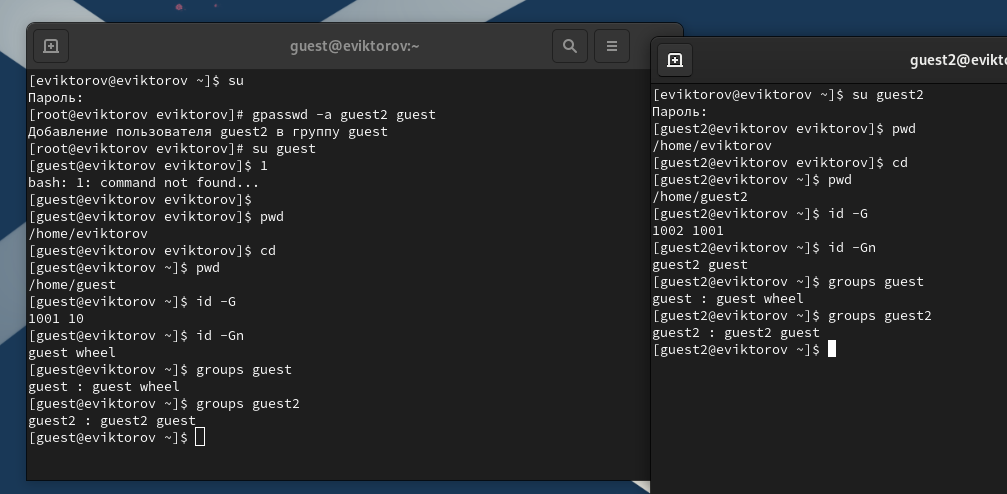 guest@eviktorov:~
[eviktorov@eviktorov ~]$ su
Пароль:
[root@eviktorov eviktorov]# gpasswd -a guest2 guest
Добавление пользователя guest2 в группу guest
[root@eviktorov eviktorov]# su guest
[guest@eviktorov eviktorov]$ 1
bash: 1: command not found...
[guest@eviktorov eviktorov]$
[guest@eviktorov eviktorov]$ pwd
/home/eviktorov
[guest@eviktorov eviktorov]$ cd
[guest@eviktorov ~]$ pwd
/home/guest
[guest@eviktorov ~]$ id -G
1001 10
[guest@eviktorov ~]$ id -Gn
guest wheel
[guest@eviktorov ~]$ groups guest
guest : guest wheel
[guest@eviktorov ~]$ groups guest2
guest2 : guest2 guest
[guest@eviktorov ~]$
guest2@evikto
[eviktorov@eviktorov ~]$ su guest2
Пароль:
[guest2@eviktorov eviktorov]$ pwd
/home/eviktorov
[guest2@eviktorov eviktorov]$ cd
[guest2@eviktorov ~]$ pwd
/home/guest2
[guest2@eviktorov ~]$ id -G
1002 1001
[guest2@eviktorov ~]$ id -Gn
guest2 guest
[guest2@eviktorov ~]$ groups guest
guest : guest wheel
[guest2@eviktorov ~]$ groups guest2
guest2 : guest2 guest
[guest2@eviktorov ~]$